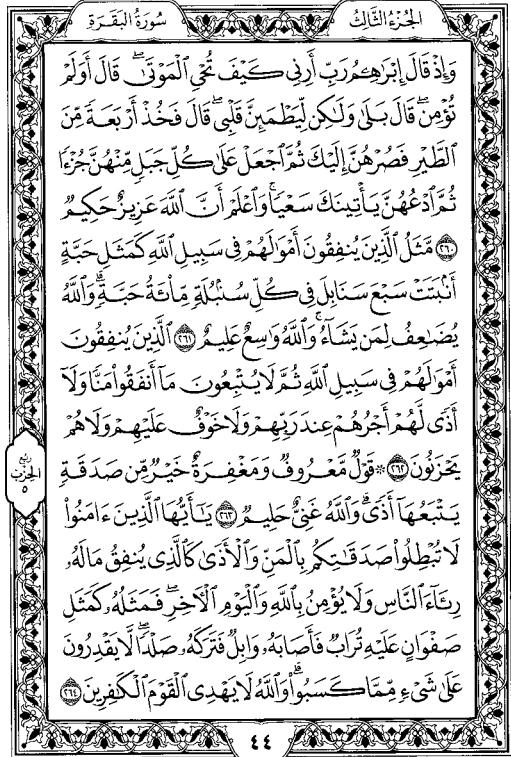 الجُزْءُ الثَّالِثُ
سُورَةُ البَقَرَةِ
وَإِذْ قَالَ إِبْرَٰهِـۧمُ رَبِّ أَرِنِى كَيْفَ تُحْىِ ٱلْمَوْتَىٰ ۖ قَالَ أَوَلَمْ
تُؤْمِن ۖ قَالَ بَلَىٰ وَلَـٰكِن لِّيَطْمَئِنَّ قَلْبِى ۖ قَالَ فَخُذْ أَرْبَعَةً مِّنَ
ٱلطَّيْرِ فَصُرْهُنَّ إِلَيْكَ ثُمَّ ٱجْعَلْ عَلَىٰ كُلِّ جَبَلٍ مِّنْهُنَّ جُزْءًا
ثُمَّ ٱدْعُهُنَّ يَأْتِينَكَ سَعْيًا ۚ وَٱعْلَمْ أَنَّ ٱللَّهَ عَزِيزٌ حَكِيمٌ
٢٦٠ مَّثَلُ ٱلَّذِينَ يُنفِقُونَ أَمْوَٰلَهُمْ فِى سَبِيلِ ٱللَّهِ كَمَثَلِ حَبَّةٍ
أَنۢبَتَتْ سَبْعَ سَنَابِلَ فِى كُلِّ سُنۢبُلَةٍ مِّا۟ئَةُ حَبَّةٍ ۗ وَٱللَّهُ
يُضَـٰعِفُ لِمَن يَشَآءُ ۗ وَٱللَّهُ وَٰسِعٌ عَلِيمٌ ٢٦١ ٱلَّذِينَ يُنفِقُونَ
أَمْوَٰلَهُمْ فِى سَبِيلِ ٱللَّهِ ثُمَّ لَا يُتْبِعُونَ مَآ أَنفَقُوا۟ مَنًّا وَلَآ
أَذًى ۙ لَّهُمْ أَجْرُهُمْ عِندَ رَبِّهِمْ وَلَا خَوْفٌ عَلَيْهِمْ وَلَا هُمْ
يَحْزَنُونَ ٢٦٢ ۞ قَوْلٌ مَّعْرُوفٌ وَمَغْفِرَةٌ خَيْرٌ مِّن صَدَقَةٍ
يَتْبَعُهَآ أَذًى ۗ وَٱللَّهُ غَنِىٌّ حَلِيمٌ ٢٦٣ يَـٰٓأَيُّهَا ٱلَّذِينَ ءَامَنُوا۟
لَا تُبْطِلُوا۟ صَدَقَـٰتِكُم بِٱلْمَنِّ وَٱلْأَذَىٰ كَٱلَّذِى يُنفِقُ مَالَهُۥ
رِئَآءَ ٱلنَّاسِ وَلَا يُؤْمِنُ بِٱللَّهِ وَٱلْيَوْمِ ٱلْـَٔاخِرِ ۖ فَمَثَلُهُۥ كَمَثَلِ
صَفْوَانٍ عَلَيْهِ تُرَابٌ فَأَصَابَهُۥ وَابِلٌ فَتَرَكَهُۥ صَلْدًا ۖ لَّا يَقْدِرُونَ
عَلَىٰ شَىْءٍ مِّمَّا كَسَبُوا۟ ۗ وَٱللَّهُ لَا يَهْدِى ٱلْقَوْمَ ٱلْكَـٰفِرِينَ ٢٦٤
ربع
الحزب
٥
٤٤